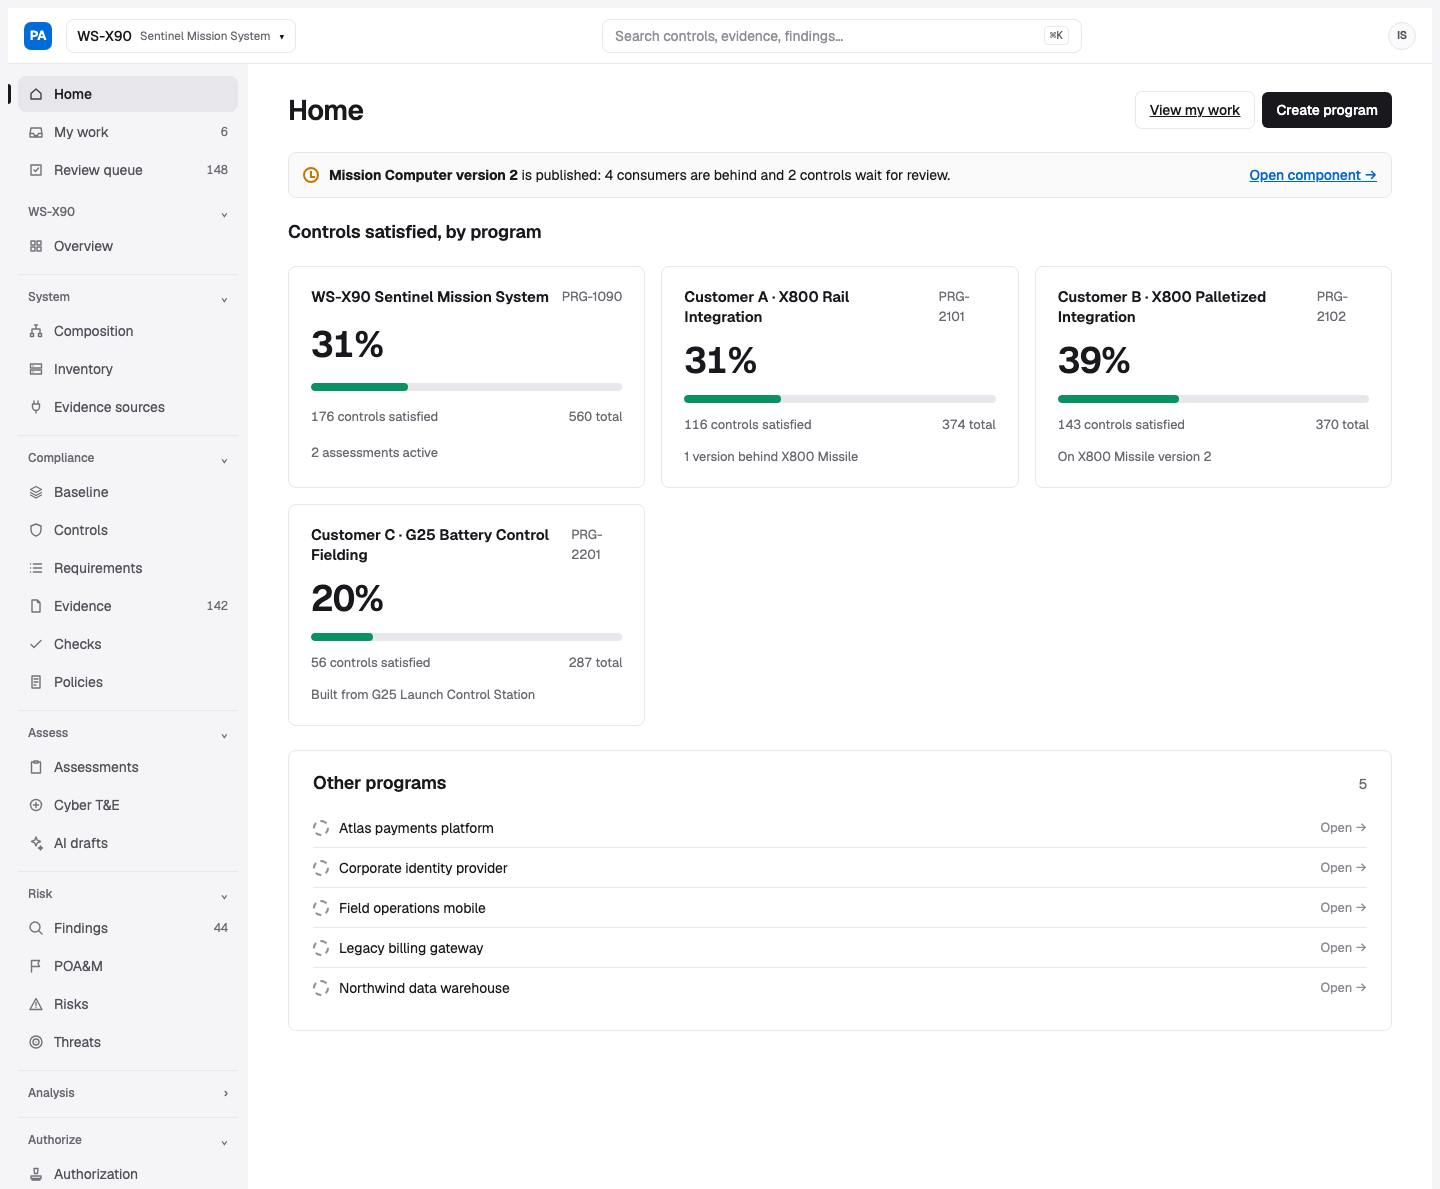 PA
WS-X90 Sentinel Mission System
Search controls, evidence, findings...
⌘K
IS
Home
My work 6
Review queue 148
WS-X90
Overview
System
Composition
Inventory
Evidence sources
Compliance
Baseline
Controls
Requirements
Evidence 142
Checks
Policies
Assess
Assessments
Cyber T&E
AI drafts
Risk
Findings 44
POA&M
Risks
Threats
Analysis
Authorize
Authorization
Home
View my work
Create program
Mission Computer version 2 is published: 4 consumers are behind and 2 controls wait for review.
Open component →
Controls satisfied, by program
WS-X90 Sentinel Mission System PRG-1090
31%
176 controls satisfied 560 total
2 assessments active
Customer A · X800 Rail PRG-
Integration 2101
31%
116 controls satisfied 374 total
1 version behind X800 Missile
Customer B · X800 Palletized PRG-
Integration 2102
39%
143 controls satisfied 370 total
On X800 Missile version 2
Customer C · G25 Battery Control PRG-
Fielding 2201
20%
56 controls satisfied 287 total
Built from G25 Launch Control Station
Other programs 5
Atlas payments platform Open →
Corporate identity provider Open →
Field operations mobile Open →
Legacy billing gateway Open →
Northwind data warehouse Open →